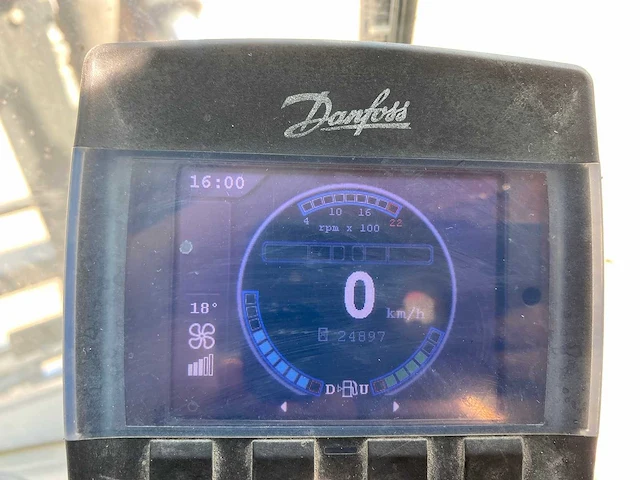 Danfoss
16:00
10 16
4 22
rpm x 100
0 km/h
18° 24897
D U